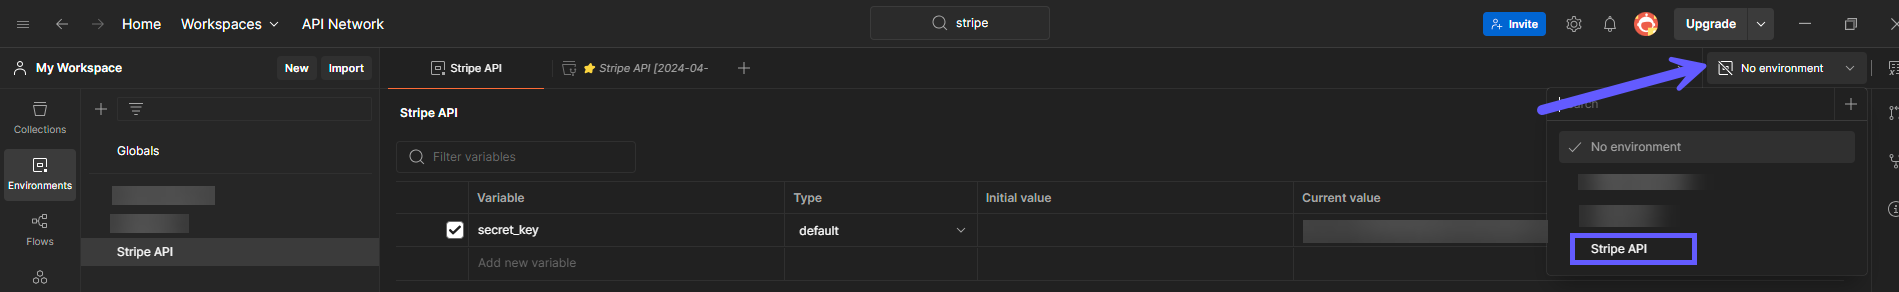 Home Workspaces API Network stripe Invite Upgrade
My Workspace New Import Stripe API Stripe API [2024-04- No environment
Collections
Environments
Flows
Globals
Stripe API
Stripe API
Filter variables
Variable Type Initial value Current value
secret_key default
Add new variable
No environment
Stripe API